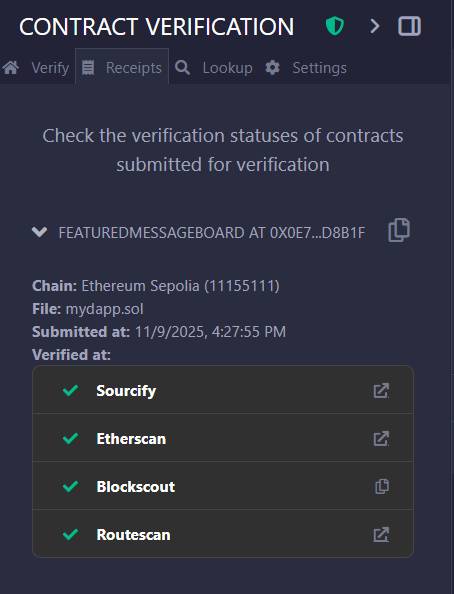 CONTRACT VERIFICATION
Verify Receipts Lookup Settings
Check the verification statuses of contracts
submitted for verification
FEATUREDMESSAGEBOARD AT 0X0E7...D8B1F
Chain: Ethereum Sepolia (11155111)
File: mydapp.sol
Submitted at: 11/9/2025, 4:27:55 PM
Verified at:
Sourcify
Etherscan
Blockscout
Routescan